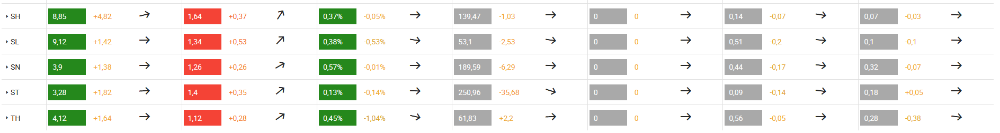 SH 8,85 +4,82 1,64 +0,37 0,37% -0,05% 139,47 -1,03 0 0 0,14 -0,07 0,07 -0,03
SL 9,12 +1,42 1,34 +0,53 0,38% -0,53% 53,1 -2,53 0 0 0,51 -0,2 0,1 -0,1
SN 3,9 +1,38 1,26 +0,26 0,57% -0,01% 189,59 -6,29 0 0 0,44 -0,17 0,32 -0,07
ST 3,28 +1,82 1,4 +0,35 0,13% -0,14% 250,96 -35,68 0 0 0,09 -0,14 0,18 +0,05
TH 4,12 +1,64 1,12 +0,28 0,45% -1,04% 61,83 +2,2 0 0 0,56 -0,05 0,28 -0,38